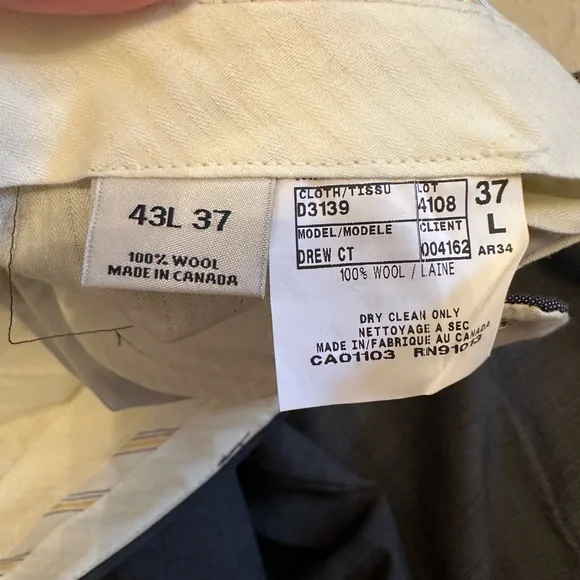 43L 37
100% WOOL
MADE IN CANADA
CLOTH/TISSU LOT 37
D3139 4108 L
MODEL/MODELE CLIENT
DREW CT 004162 AR34
100% WOOL / LAINE
DRY CLEAN ONLY
NETTOYAGE A SEC
MADE IN/FABRIQUE AU CANADA
CA01103 RN91013